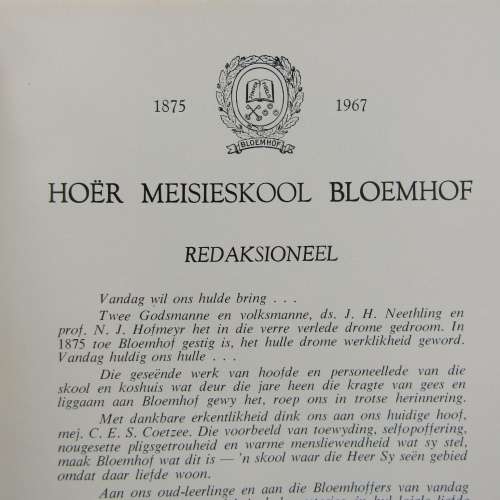 1875 1967
BLOEMHOF
HOËR MEISIESKOOL BLOEMHOF
REDAKSIONEEL
Vandag wil ons hulde bring . . .
Twee Godsmanne en volksmanne, ds. J. H. Neethling en
prof. N. J. Hofmeyr het in die verre verlede drome gedroom. In
1875 toe Bloemhof gestig is, het hulle drome werklikheid geword.
Vandag huldig ons hulle . . .
Die geseënde werk van hoofde en personeellede van die
skool en koshuis wat deur die jare heen die kragte van gees en
liggaam aan Bloemhof gewy het, roep ons in trotse herinnering.
Met dankbare erkentlikheid dink ons aan ons huidige hoof,
mej. C. E. S. Coetzee. Die voorbeeld van toewyding, selfopoffering,
nougesette pligsgetrouheid en warme mensliewendheid wat sy stel,
maak Bloemhof wat dit is — 'n skool waar die Heer Sy seën gebied
omdat daar liefde woon.
Aan ons oud-leerlinge en aan die Bloemhoffers van vandag